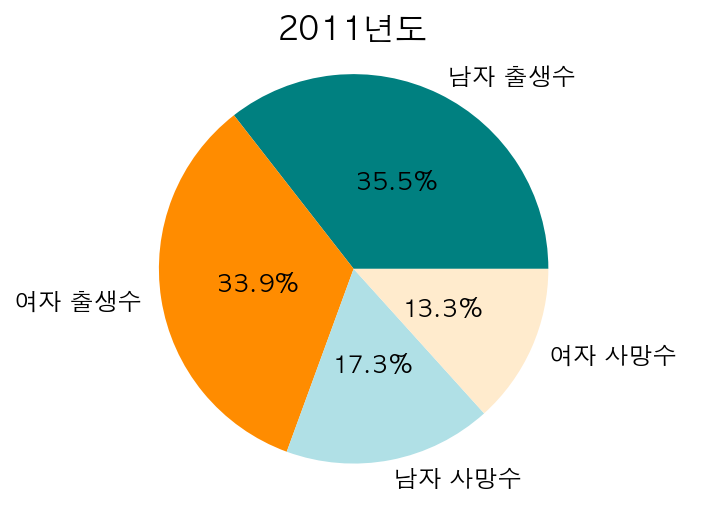 2011년도
남자 출생수
35.5%
33.9%
여자 출생수
13.3%
17.3%
여자 사망수
남자 사망수